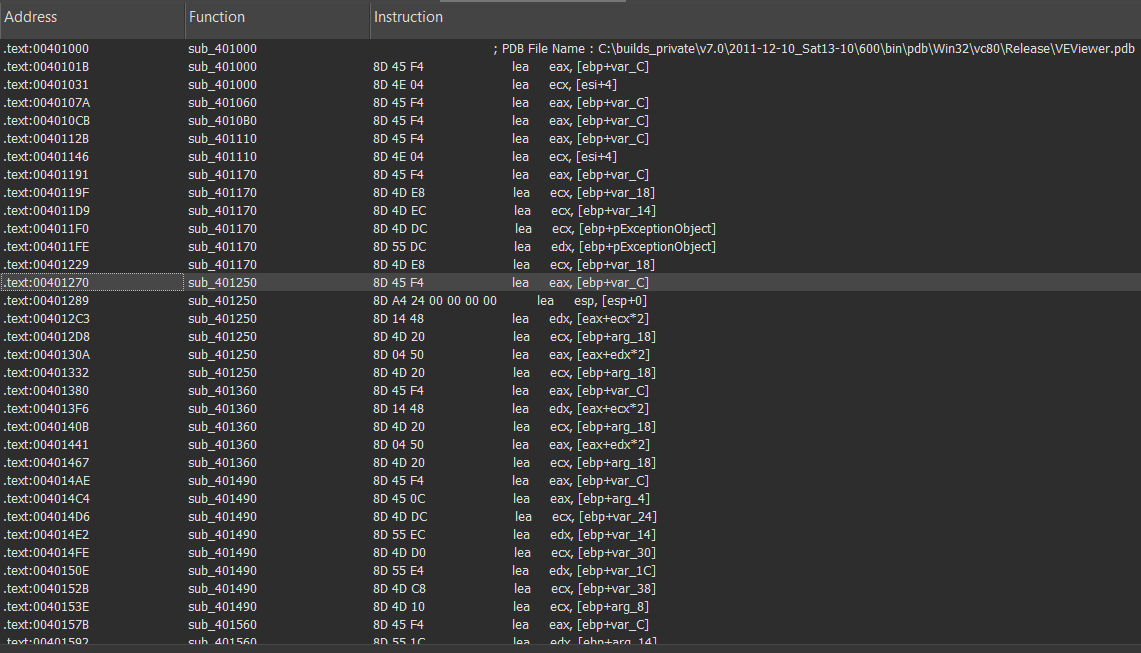 Address Function Instruction
.text:00401000 sub_401000 ; PDB File Name : C:\builds_private\v7.0\2011-12-10_Sat13-10\600\bin\pdb\Win32\vc80\Release\VEViewer.pdb
.text:0040101B sub_401000 8D 45 F4 lea eax, [ebp+var_C]
.text:00401031 sub_401000 8D 4E 04 lea ecx, [esi+4]
.text:0040107A sub_401060 8D 45 F4 lea eax, [ebp+var_C]
.text:004010CB sub_4010B0 8D 45 F4 lea eax, [ebp+var_C]
.text:0040112B sub_401110 8D 45 F4 lea eax, [ebp+var_C]
.text:00401146 sub_401110 8D 4E 04 lea ecx, [esi+4]
.text:00401191 sub_401170 8D 45 F4 lea eax, [ebp+var_C]
.text:0040119F sub_401170 8D 4D E8 lea ecx, [ebp+var_18]
.text:004011D9 sub_401170 8D 4D EC lea ecx, [ebp+var_14]
.text:004011F0 sub_401170 8D 4D DC lea ecx, [ebp+pExceptionObject]
.text:004011FE sub_401170 8D 55 DC lea edx, [ebp+pExceptionObject]
.text:00401229 sub_401170 8D 4D E8 lea ecx, [ebp+var_18]
.text:00401270 sub_401250 8D 45 F4 lea eax, [ebp+var_C]
.text:00401289 sub_401250 8D A4 24 00 00 00 00 lea esp, [esp+0]
.text:004012C3 sub_401250 8D 14 48 lea edx, [eax+ecx*2]
.text:004012D8 sub_401250 8D 4D 20 lea ecx, [ebp+arg_18]
.text:0040130A sub_401250 8D 04 50 lea eax, [eax+edx*2]
.text:00401332 sub_401250 8D 4D 20 lea ecx, [ebp+arg_18]
.text:00401380 sub_401360 8D 45 F4 lea eax, [ebp+var_C]
.text:004013F6 sub_401360 8D 14 48 lea edx, [eax+ecx*2]
.text:0040140B sub_401360 8D 4D 20 lea ecx, [ebp+arg_18]
.text:00401441 sub_401360 8D 04 50 lea eax, [eax+edx*2]
.text:00401467 sub_401360 8D 4D 20 lea ecx, [ebp+arg_18]
.text:004014AE sub_401490 8D 45 F4 lea eax, [ebp+var_C]
.text:004014C4 sub_401490 8D 45 0C lea eax, [ebp+arg_4]
.text:004014D6 sub_401490 8D 4D DC lea ecx, [ebp+var_24]
.text:004014E2 sub_401490 8D 55 EC lea edx, [ebp+var_14]
.text:004014FE sub_401490 8D 4D D0 lea ecx, [ebp+var_30]
.text:0040150E sub_401490 8D 55 E4 lea edx, [ebp+var_1C]
.text:0040152B sub_401490 8D 4D C8 lea ecx, [ebp+var_38]
.text:0040153E sub_401490 8D 4D 10 lea ecx, [ebp+arg_8]
.text:0040157B sub_401560 8D 45 F4 lea eax, [ebp+var_C]
.text:00401592 sub_401560 8D 55 1C lea edx, [ebp+arg_14]